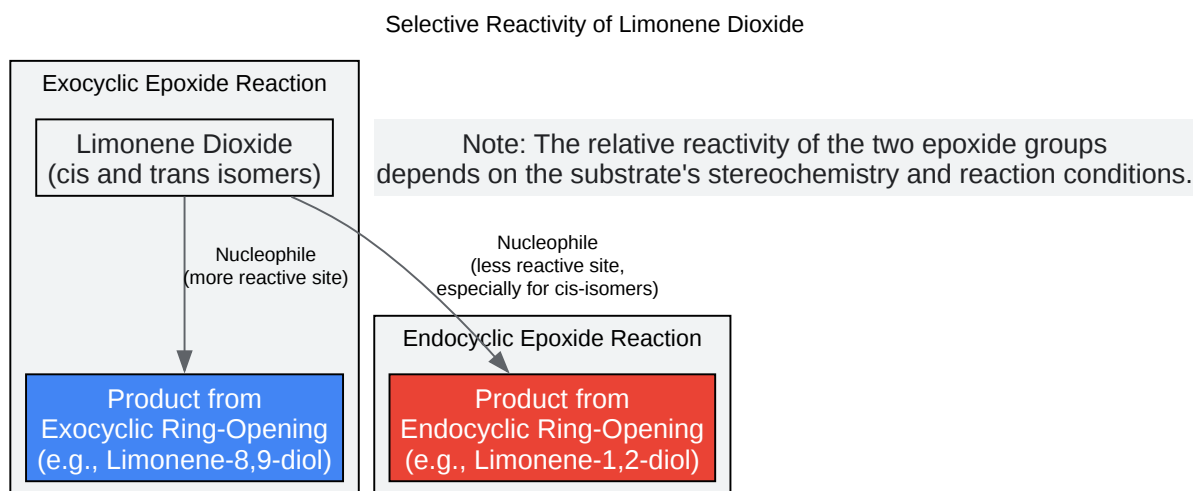 Selective Reactivity of Limonene Dioxide
Exocyclic Epoxide Reaction
Limonene Dioxide
(cis and trans isomers)
Note: The relative reactivity of the two epoxide groups
depends on the substrate's stereochemistry and reaction conditions.
Nucleophile
(more reactive site)
Nucleophile
(less reactive site,
especially for cis-isomers)
Endocyclic Epoxide Reaction
Product from
Exocyclic Ring-Opening
(e.g., Limonene-8,9-diol)
Product from
Endocyclic Ring-Opening
(e.g., Limonene-1,2-diol)